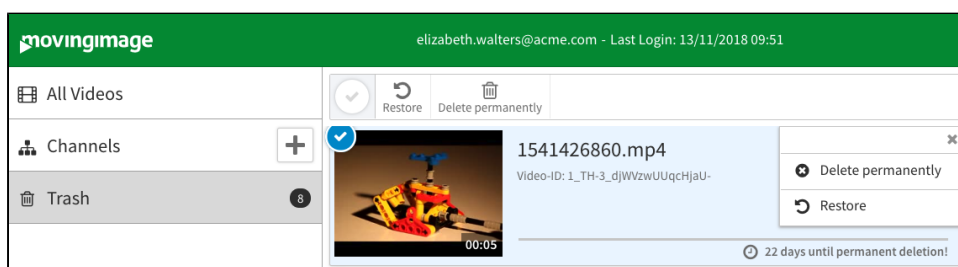 movingimage
elizabeth.walters@acme.com - Last Login: 13/11/2018 09:51
All Videos
Restore
Delete permanently
Channels
1541426860.mp4
Video-ID: 1_TH-3_djWVzwUUqcHjaU-
Delete permanently
Trash
8
Restore
00:05
22 days until permanent deletion!